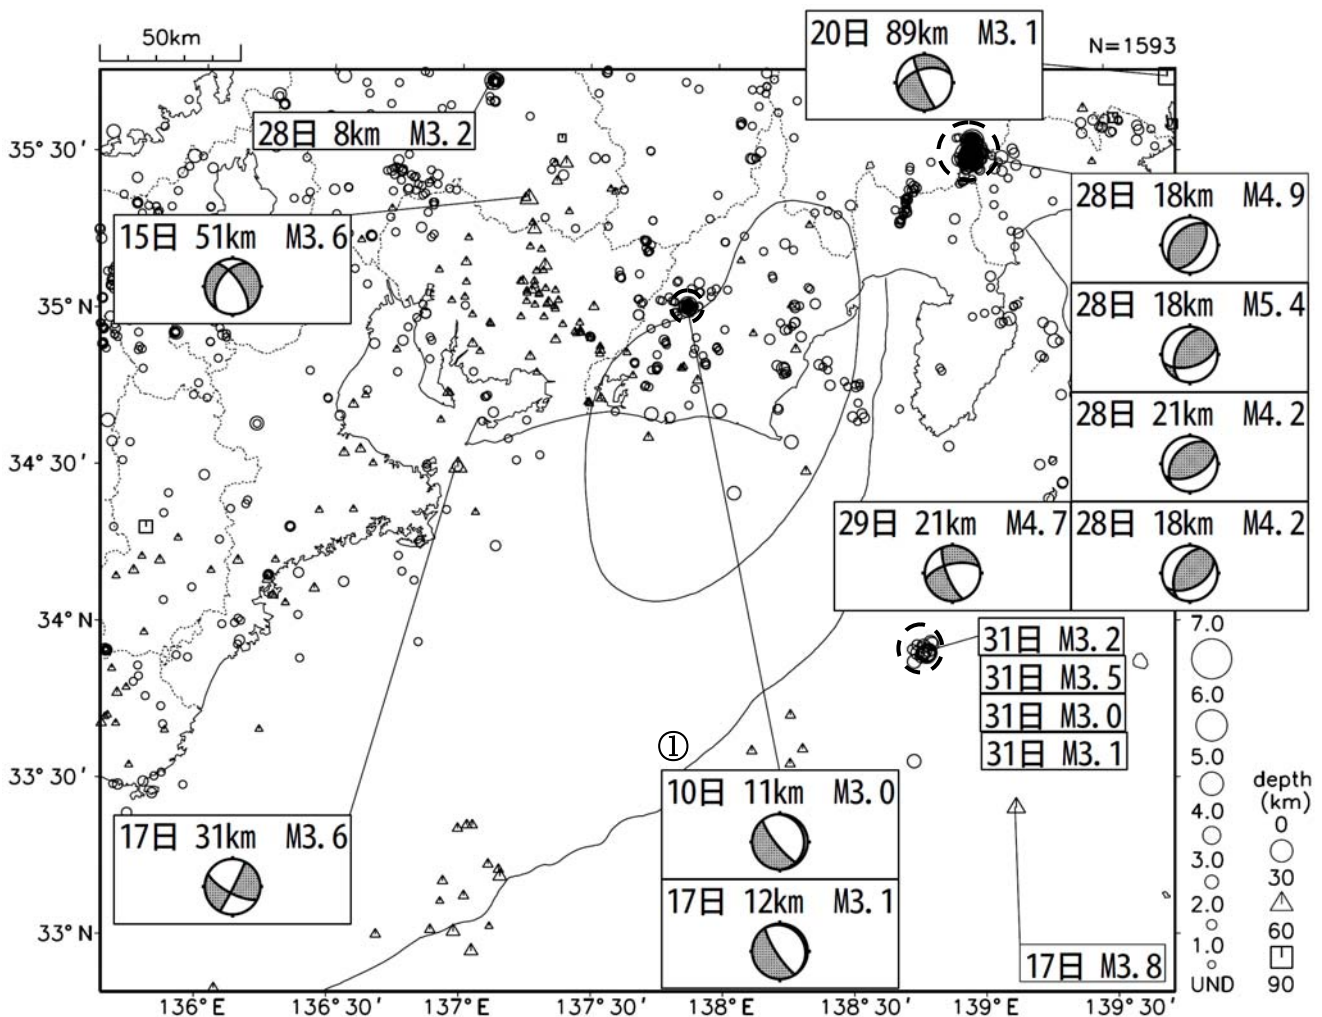 50km
20日 89km M3.1
N=1593
28日 8km M3.2
35°30′
28日 18km M4.9
15日 51km M3.6
28日 18km M5.4
35°N
28日 21km M4.2
34°30′
29日 21km M4.7
28日 18km M4.2
34°N
7.0
31日 M3.2
31日 M3.5
6.0
31日 M3.0
31日 M3.1
①
5.0
33°30′
10日 11km M3.0
depth
(km)
4.0
0
17日 31km M3.6
3.0
30
17日 12km M3.1
2.0
33°N
60
1.0
17日 M3.8
UND
90
136°E
136°30′
137°E
137°30′
138°E
138°30′
139°E
139°30′